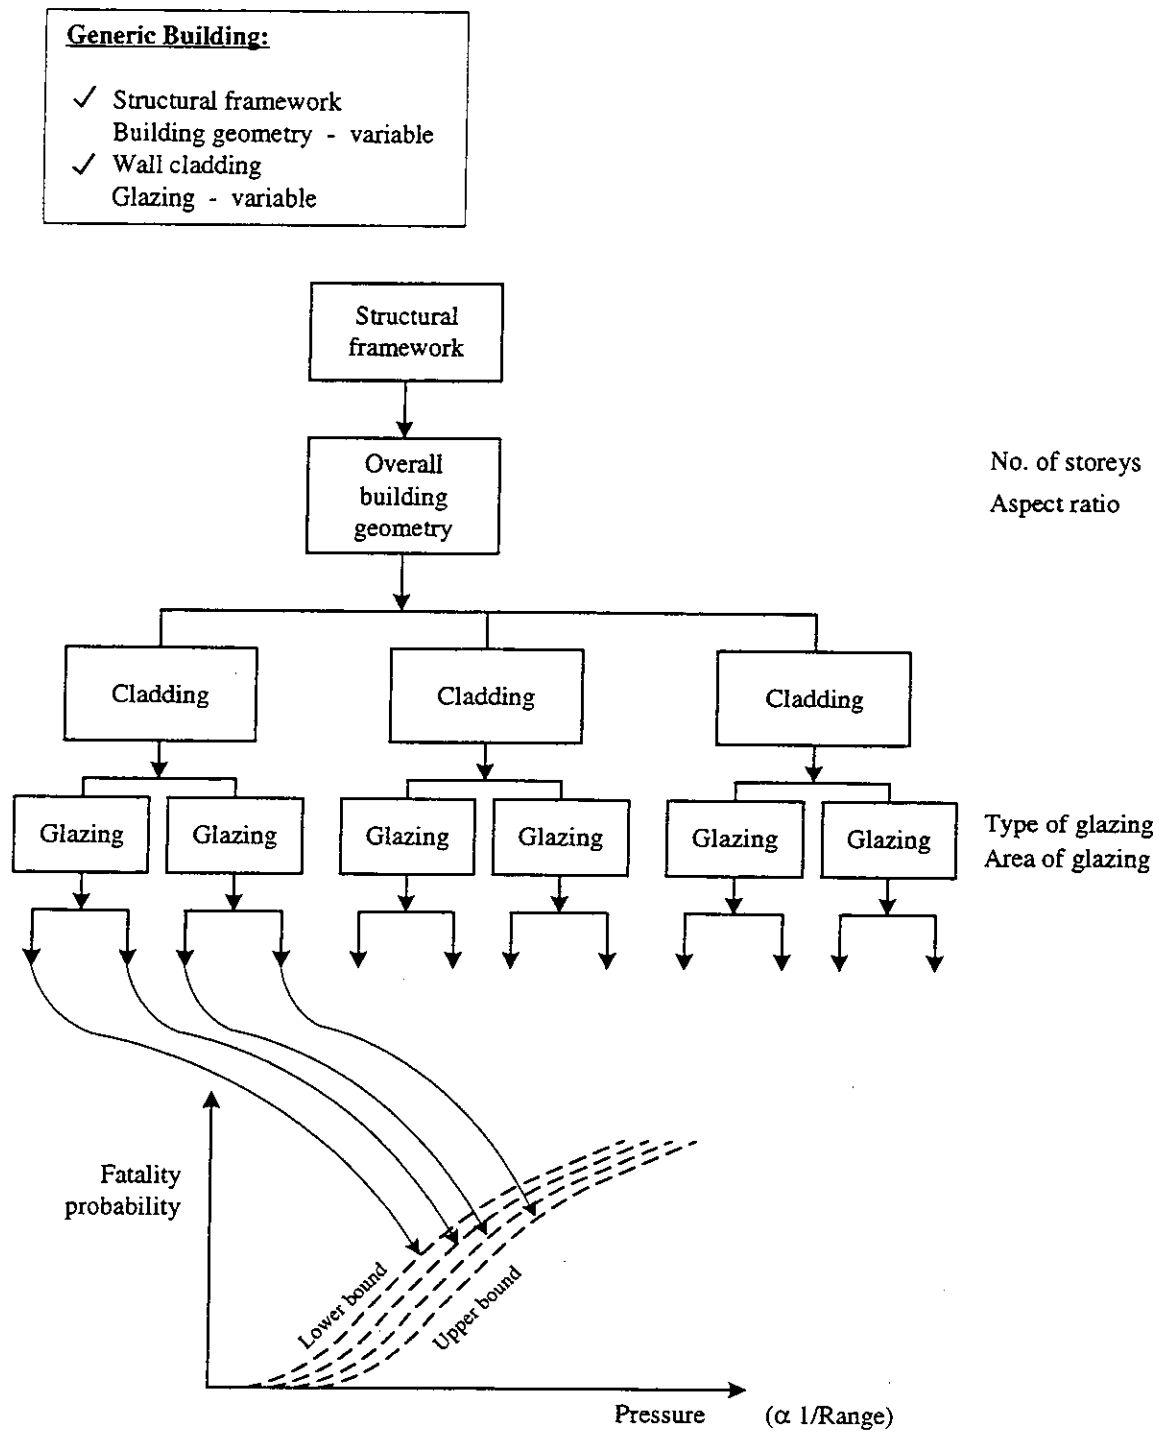 Generic Building:
✓ Structural framework
Building geometry - variable
✓ Wall cladding
Glazing - variable
Structural
framework
Overall
building
geometry
No. of storeys
Aspect ratio
Cladding
Cladding
Cladding
Glazing
Glazing
Glazing
Glazing
Glazing
Glazing
Type of glazing
Area of glazing
Fatality
probability
Lower bound
Upper bound
Pressure (α 1/Range)